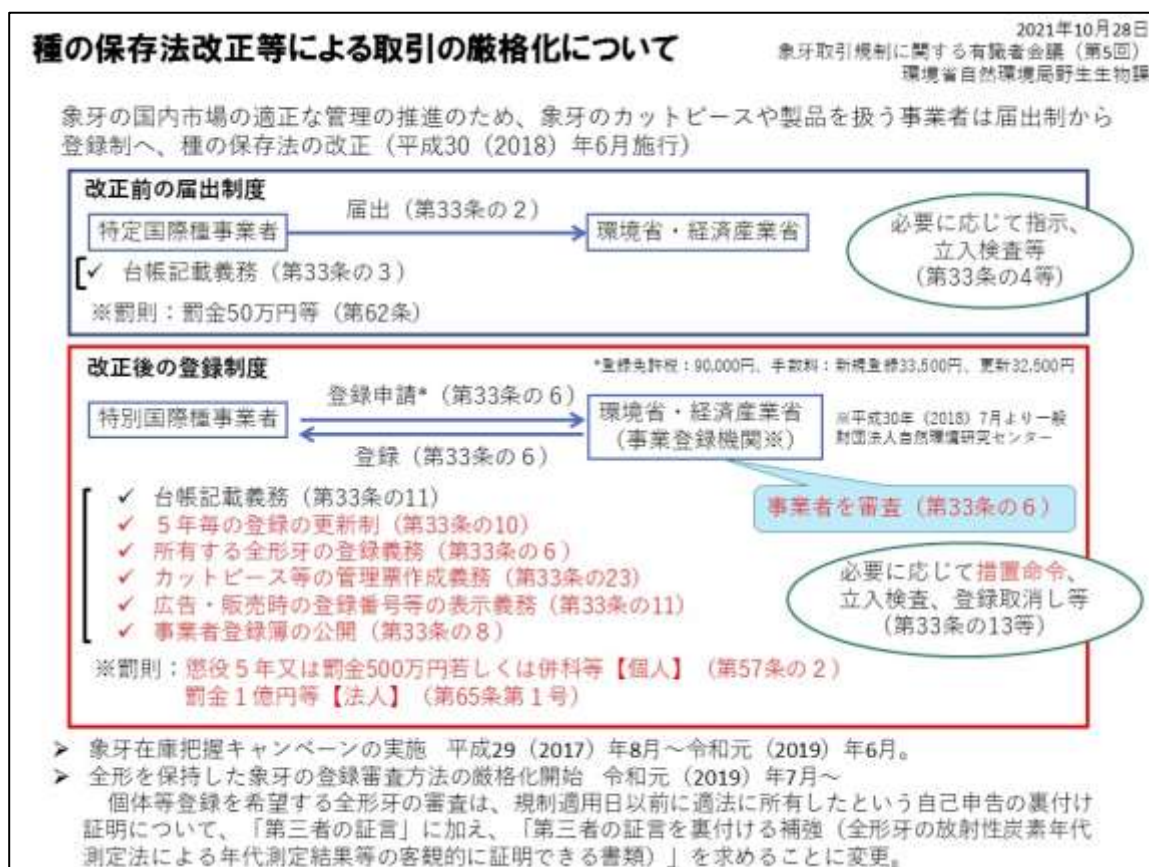 種の保存法改正等による取引の厳格化について
2021年10月28日
象牙取引規制に関する有識者会議（第5回）
環境省自然環境局野生生物課
象牙の国内市場の適正な管理の推進のため、象牙のカットピースや製品を扱う事業者は届出制から
登録制へ、種の保存法の改正（平成30（2018）年6月施行）
改正前の届出制度
特定国際種事業者
届出（第33条の２）
環境省・経済産業省
必要に応じて指示、
立入検査等
（第33条の4等）
✓ 台帳記載義務（第33条の３）
※罰則：罰金50万円等（第62条）
改正後の登録制度
*登録免許税：90,000円、手数料：新規登録33,500円、更新32,500円
特別国際種事業者
登録申請*（第33条の６）
登録（第33条の６）
環境省・経済産業省
（事業登録機関※）
※平成30年（2018）7月より一般
財団法人自然環境研究センター
事業者を審査（第33条の６）
✓ 台帳記載義務（第33条の11）
✓ ５年毎の登録の更新制（第33条の10）
✓ 所有する全形牙の登録義務（第33条の６）
✓ カットピース等の管理票作成義務（第33条の23）
✓ 広告・販売時の登録番号等の表示義務（第33条の11）
✓ 事業者登録簿の公開（第33条の８）
必要に応じて措置命令、
立入検査、登録取消し等
（第33条の13等）
※罰則：懲役５年又は罰金500万円若しくは併科等【個人】（第57条の２）
罰金１億円等【法人】（第65条第１号）
➤ 象牙在庫把握キャンペーンの実施 平成29（2017）年8月～令和元（2019）年6月。
➤ 全形を保持した象牙の登録審査方法の厳格化開始 令和元（2019）年7月～
個体等登録を希望する全形牙の審査は、規制適用日以前に適法に所有したという自己申告の裏付け
証明について、「第三者の証言」に加え、「第三者の証言を裏付ける補強（全形牙の放射性炭素年代
測定法による年代測定結果等の客観的に証明できる書類）」を求めることに変更。